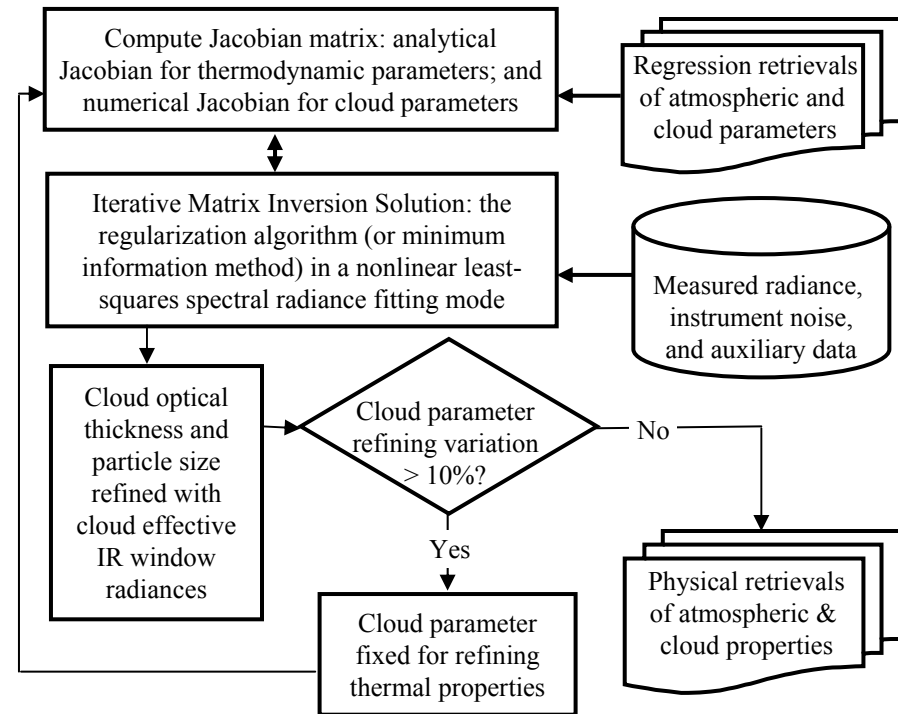 Compute Jacobian matrix: analytical
Jacobian for thermodynamic parameters; and
numerical Jacobian for cloud parameters
Regression retrievals
of atmospheric and
cloud parameters
Iterative Matrix Inversion Solution: the
regularization algorithm (or minimum
information method) in a nonlinear least-
squares spectral radiance fitting mode
Measured radiance,
instrument noise,
and auxiliary data
Cloud optical
thickness and
particle size
refined with
cloud effective
IR window
radiances
Cloud parameter
refining variation
> 10%?
No
Yes
Cloud parameter
fixed for refining
thermal properties
Physical retrievals
of atmospheric &
cloud properties